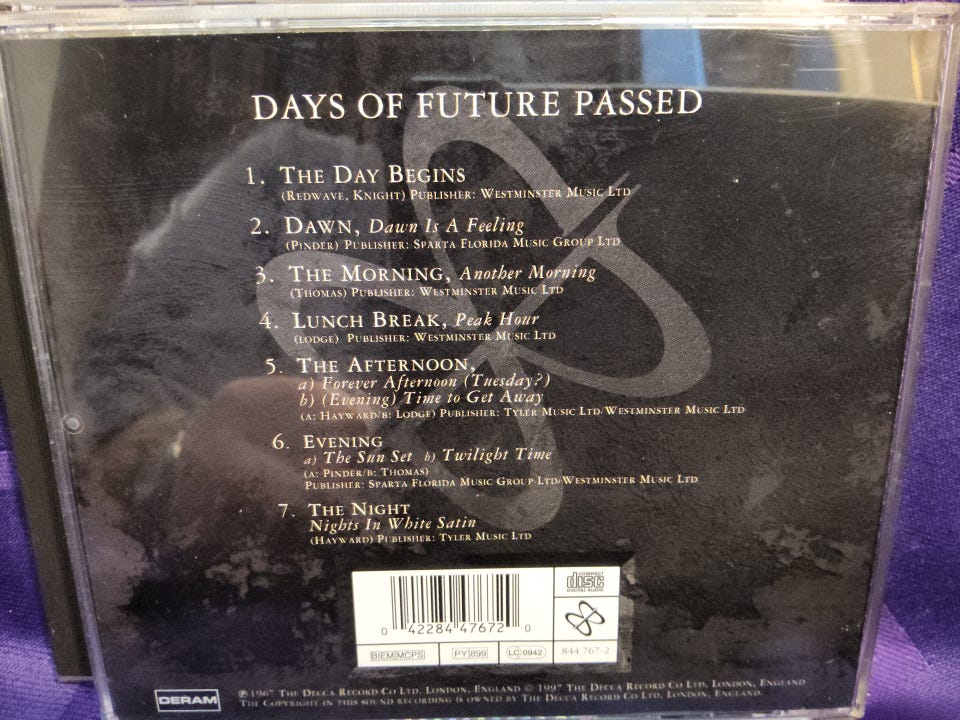 DAYS OF FUTURE PASSED
1. THE DAY BEGINS
(REDWAVE, KNIGHT) PUBLISHER: WESTMINSTER MUSIC LTD
2. DAWN, Dawn Is A Feeling
(PINDER) PUBLISHER: SPARTA FLORIDA MUSIC GROUP LTD
3. THE MORNING, Another Morning
(THOMAS) PUBLISHER: WESTMINSTER MUSIC LTD
4. LUNCH BREAK, Peak Hour
(LODGE) PUBLISHER: WESTMINSTER MUSIC LTD
5. THE AFTERNOON,
a) Forever Afternoon (Tuesday?)
b) (Evening) Time to Get Away
(A: HAYWARD/B: LODGE) PUBLISHER: TYLER MUSIC LTD/WESTMINSTER MUSIC LTD
6. EVENING
a) The Sun Set b) Twilight Time
(A: PINDER/B: THOMAS)
PUBLISHER: SPARTA FLORIDA MUSIC GROUP LTD/WESTMINSTER MUSIC LTD
7. THE NIGHT
Nights In White Satin
(HAYWARD) PUBLISHER: TYLER MUSIC LTD
COMPACT
disc
DIGITAL AUDIO
0 42284 47672 0
BIEM/MCPS
PY 899
LC 0942
844 767-2
DERAM
℗ 1967 THE DECCA RECORD CO LTD, LONDON, ENGLAND © 1997 THE DECCA RECORD CO LTD, LONDON, ENGLAND
THE COPYRIGHT IN THIS SOUND RECORDING IS OWNED BY THE DECCA RECORD CO LTD, LONDON, ENGLAND.